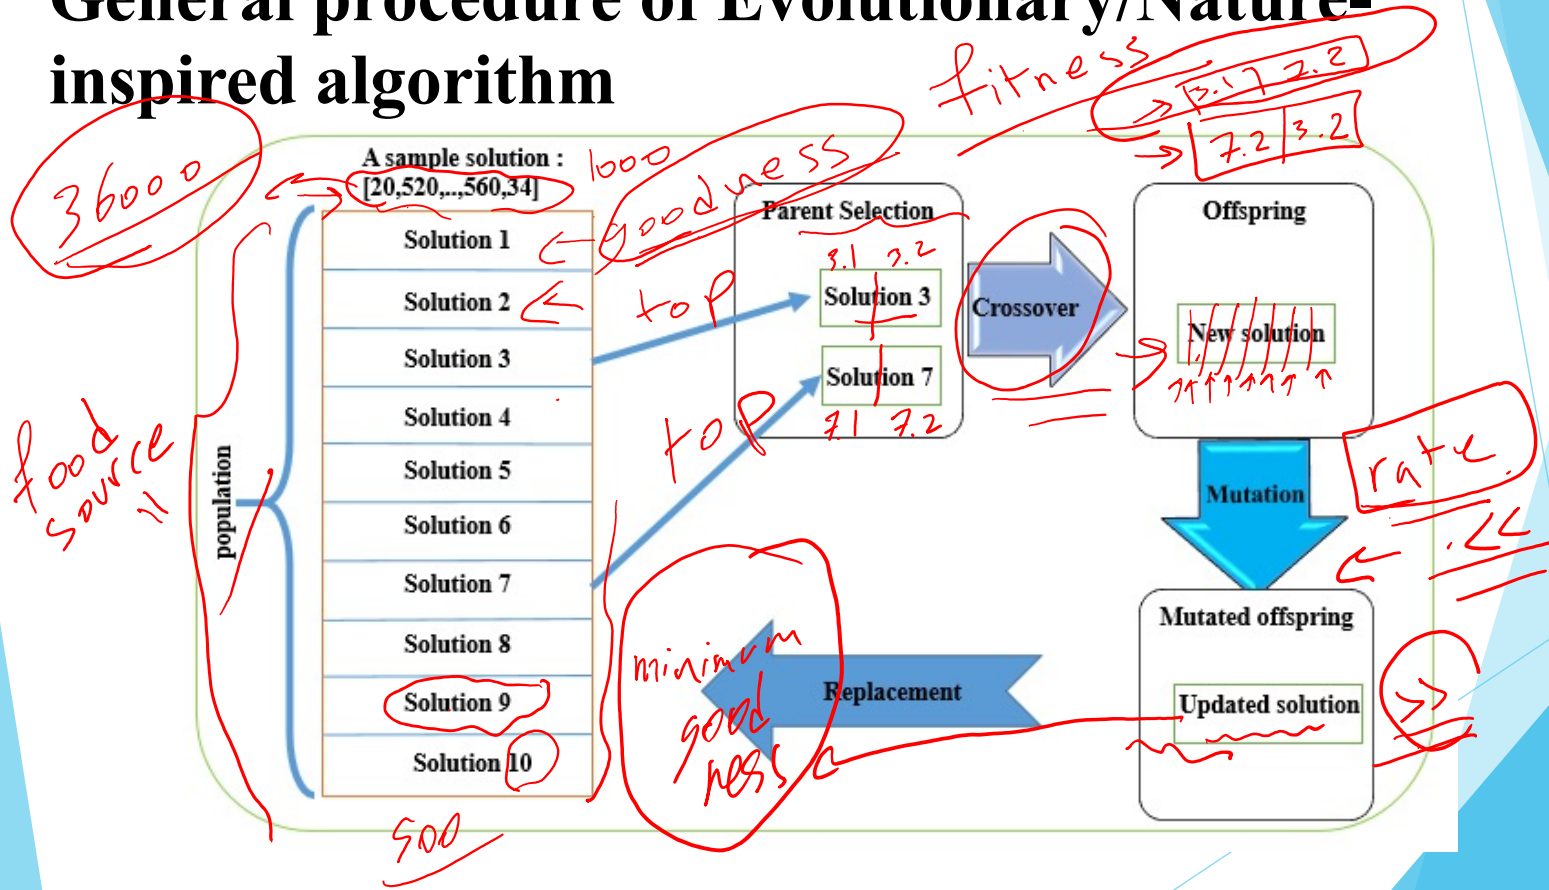 General procedure of Evolutionary/Nature-
inspired algorithm
fitness
3.1 7.2
7.2 3.2
36000
A sample solution :
[20,520,..,560,34]
1000
goodness
Solution 1
Solution 2
Solution 3
Solution 4
Solution 5
Solution 6
Solution 7
Solution 8
Solution 9
Solution 10
500
population
food
source
top
top
Parent Selection
3.1 3.2
Solution 3
Solution 7
7.1 7.2
Crossover
Offspring
New solution
Mutation
rate
.<<
Mutated offspring
Updated solution
>>
Replacement
minimum
good
ness